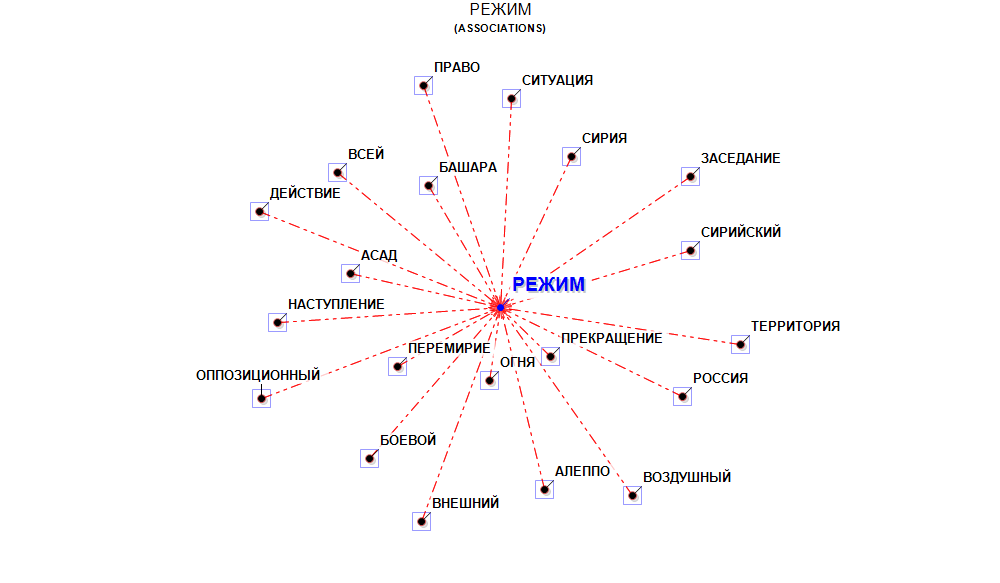 РЕЖИМ
(ASSOCIATIONS)
ПРАВО
СИТУАЦИЯ
СИРИЯ
ВСЕЙ
ЗАСЕДАНИЕ
БАШАРА
ДЕЙСТВИЕ
СИРИЙСКИЙ
АСАД
РЕЖИМ
НАСТУПЛЕНИЕ
ТЕРРИТОРИЯ
ПРЕКРАЩЕНИЕ
ПЕРЕМИРИЕ
ОГНЯ
ОППОЗИЦИОННЫЙ
РОССИЯ
БОЕВОЙ
АЛЕППО
ВОЗДУШНЫЙ
ВНЕШНИЙ